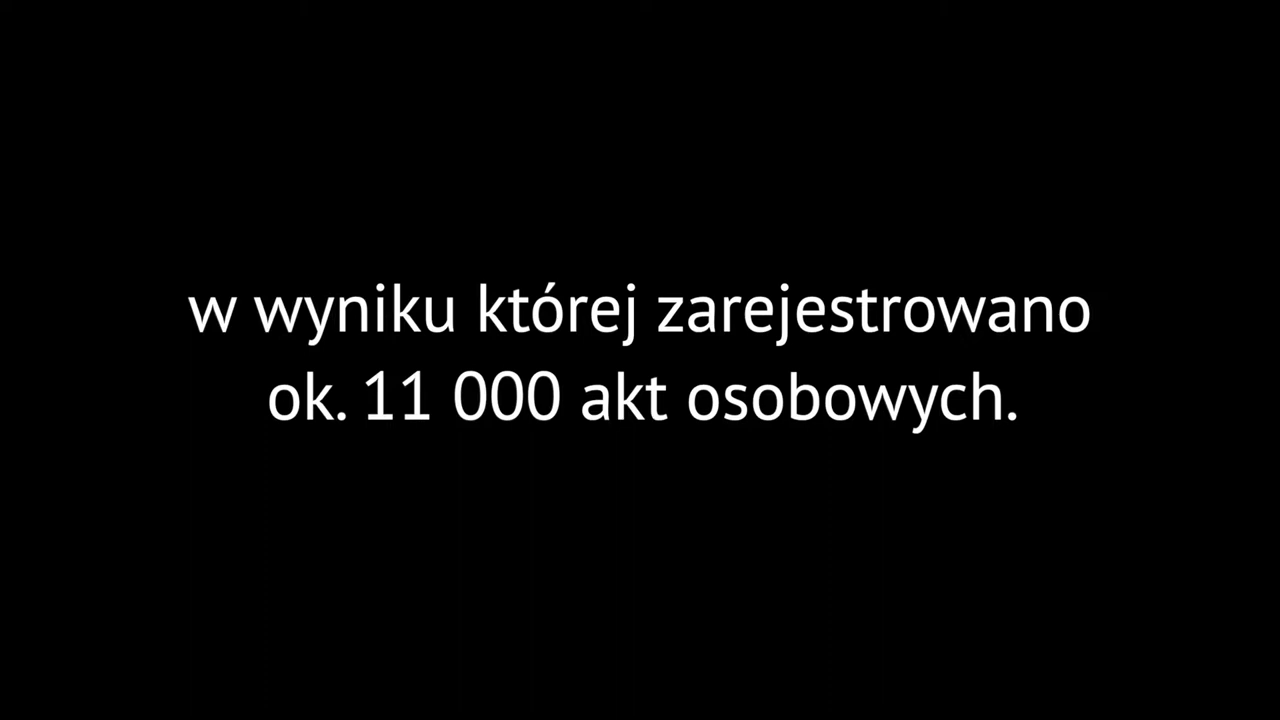 w wyniku której zarejestrowano
ok. 11 000 akt osobowych.